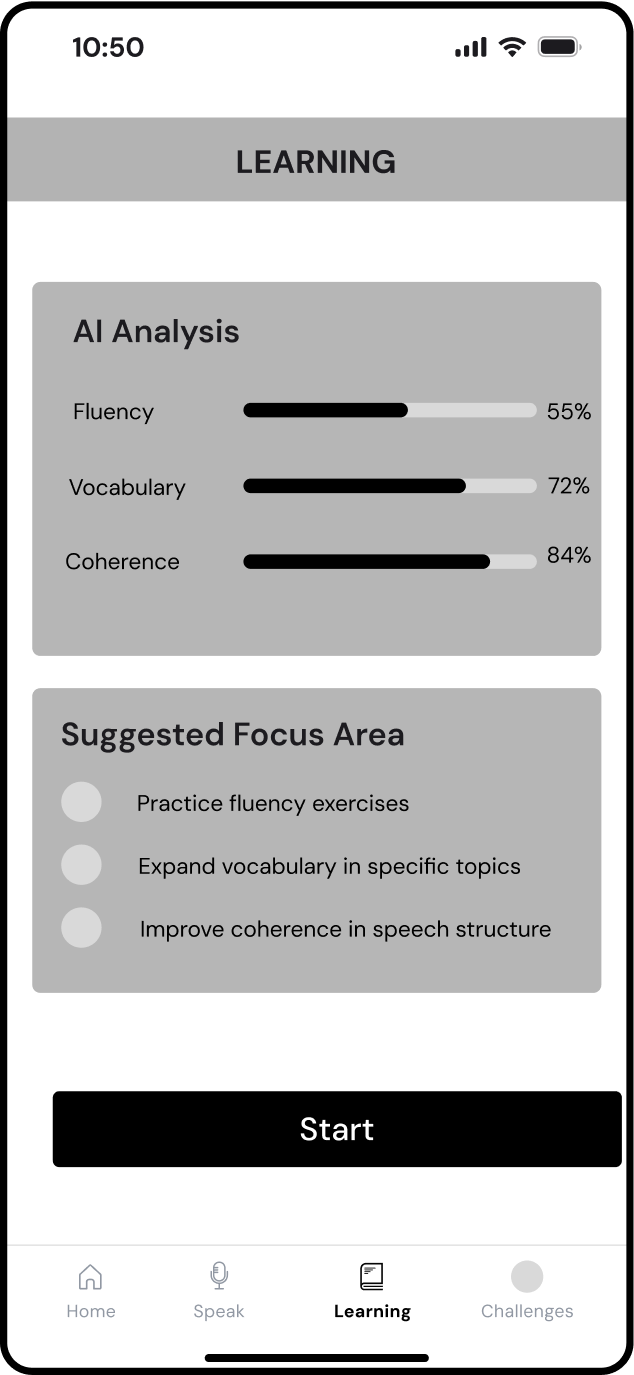 10:50
LEARNING
AI Analysis
Fluency 55%
Vocabulary 72%
Coherence 84%
Suggested Focus Area
Practice fluency exercises
Expand vocabulary in specific topics
Improve coherence in speech structure
Start
Home Speak Learning Challenges